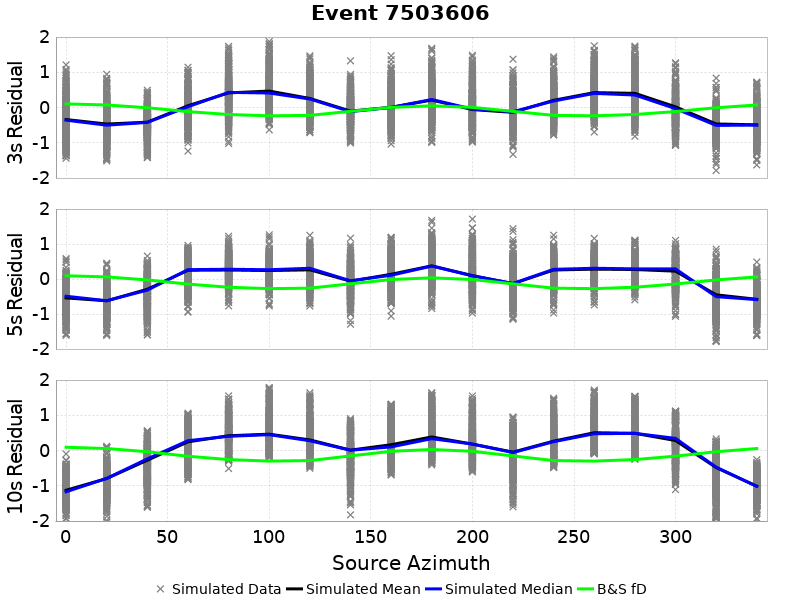 Event 7503606
2
1
0
-1
-2
3s Residual
2
1
0
-1
-2
5s Residual
2
1
0
-1
-2
10s Residual
0 50 100 150 200 250 300
Source Azimuth
Simulated Data Simulated Mean Simulated Median B&S fD